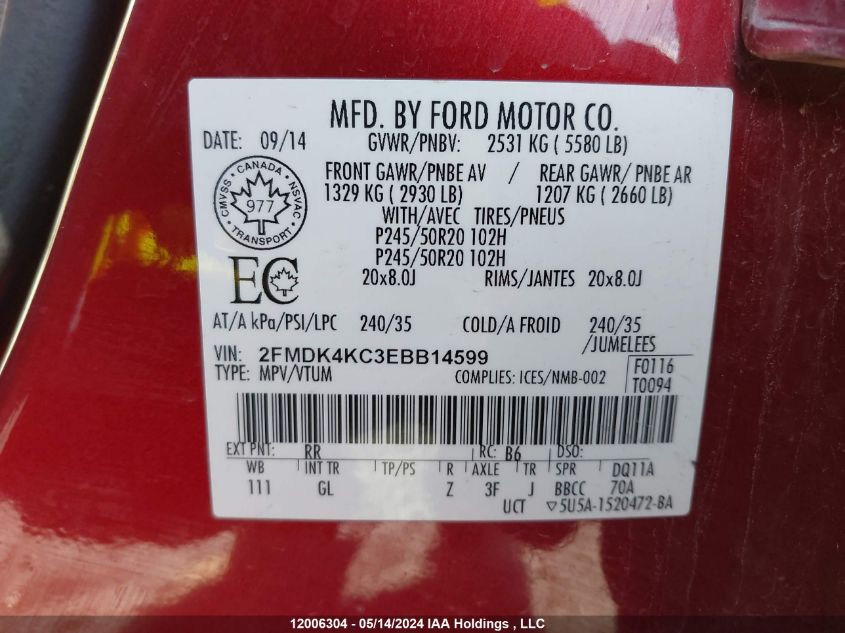 MFD. BY FORD MOTOR CO.
DATE: 09/14 GVWR/PNBV: 2531 KG ( 5580 LB)
FRONT GAWR/PNBE AV / REAR GAWR/ PNBE AR
1329 KG ( 2930 LB) 1207 KG ( 2660 LB)
WITH/AVEC TIRES/PNEUS
P245/50R20 102H
P245/50R20 102H
20x8.0J RIMS/JANTES 20x8.0J
CANADA
CMVSS NSVAC
977
TRANSPORT
EC
AT/A kPa/PSI/LPC 240/35 COLD/A FROID 240/35
/JUMELEES
VIN: 2FMDK4KC3EBB14599
TYPE: MPV/VTUM COMPLIES: ICES/NMB-002
F0116
T0094
EXT PNT: RR RC: B6 DSO:
WB INT TR TP/PS R AXLE TR SPR DQ11A
111 GL Z 3F J BBCC 70A
UCT ▽5U5A-1520472-BA
12006304 - 05/14/2024 IAA Holdings , LLC